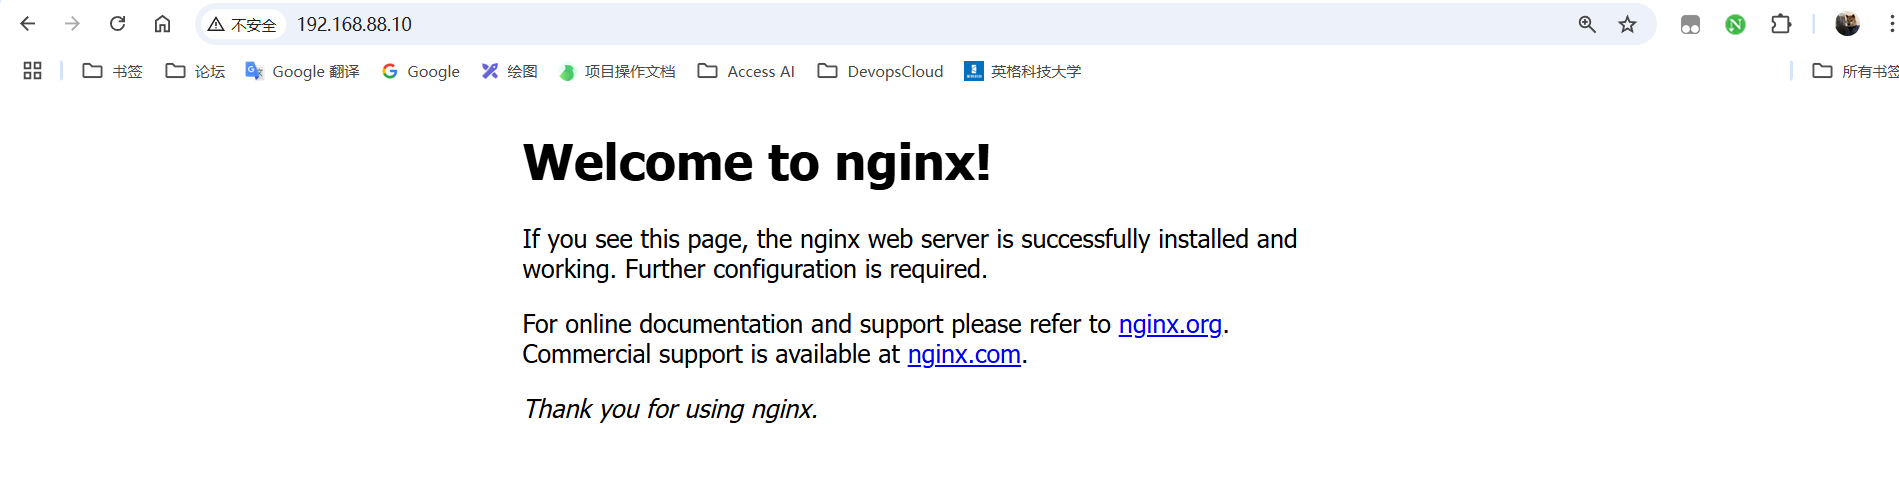 不安全 192.168.88.10
书签 论坛 Google 翻译 Google 绘图 项目操作文档 Access AI DevopsCloud 英格科技大学 所有书签
Welcome to nginx!
If you see this page, the nginx web server is successfully installed and
working. Further configuration is required.
For online documentation and support please refer to nginx.org.
Commercial support is available at nginx.com.
Thank you for using nginx.